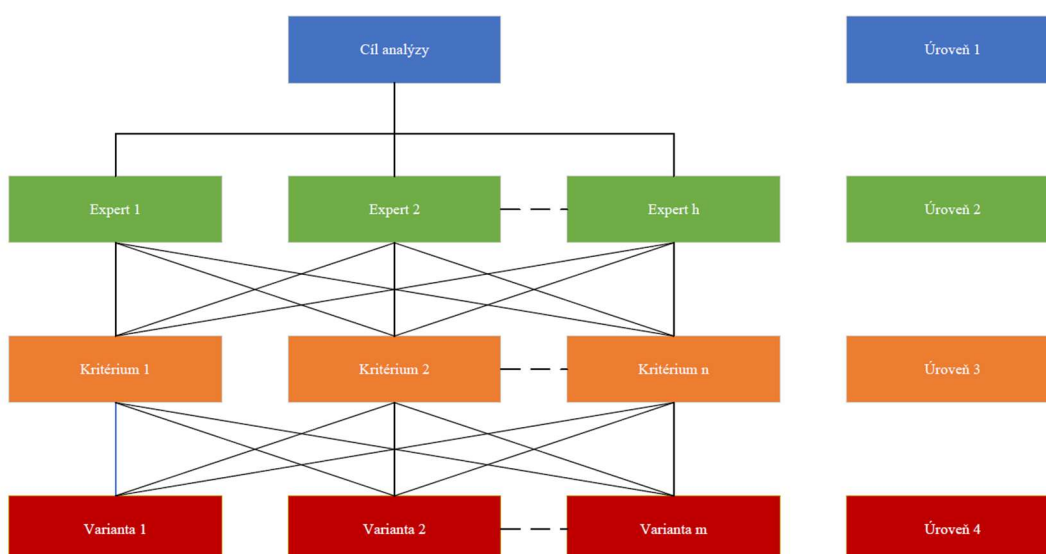 Cíl analýzy
Úroveň 1
Expert 1
Expert 2
Expert h
Úroveň 2
Kritérium 1
Kritérium 2
Kritérium n
Úroveň 3
Varianta 1
Varianta 2
Varianta m
Úroveň 4